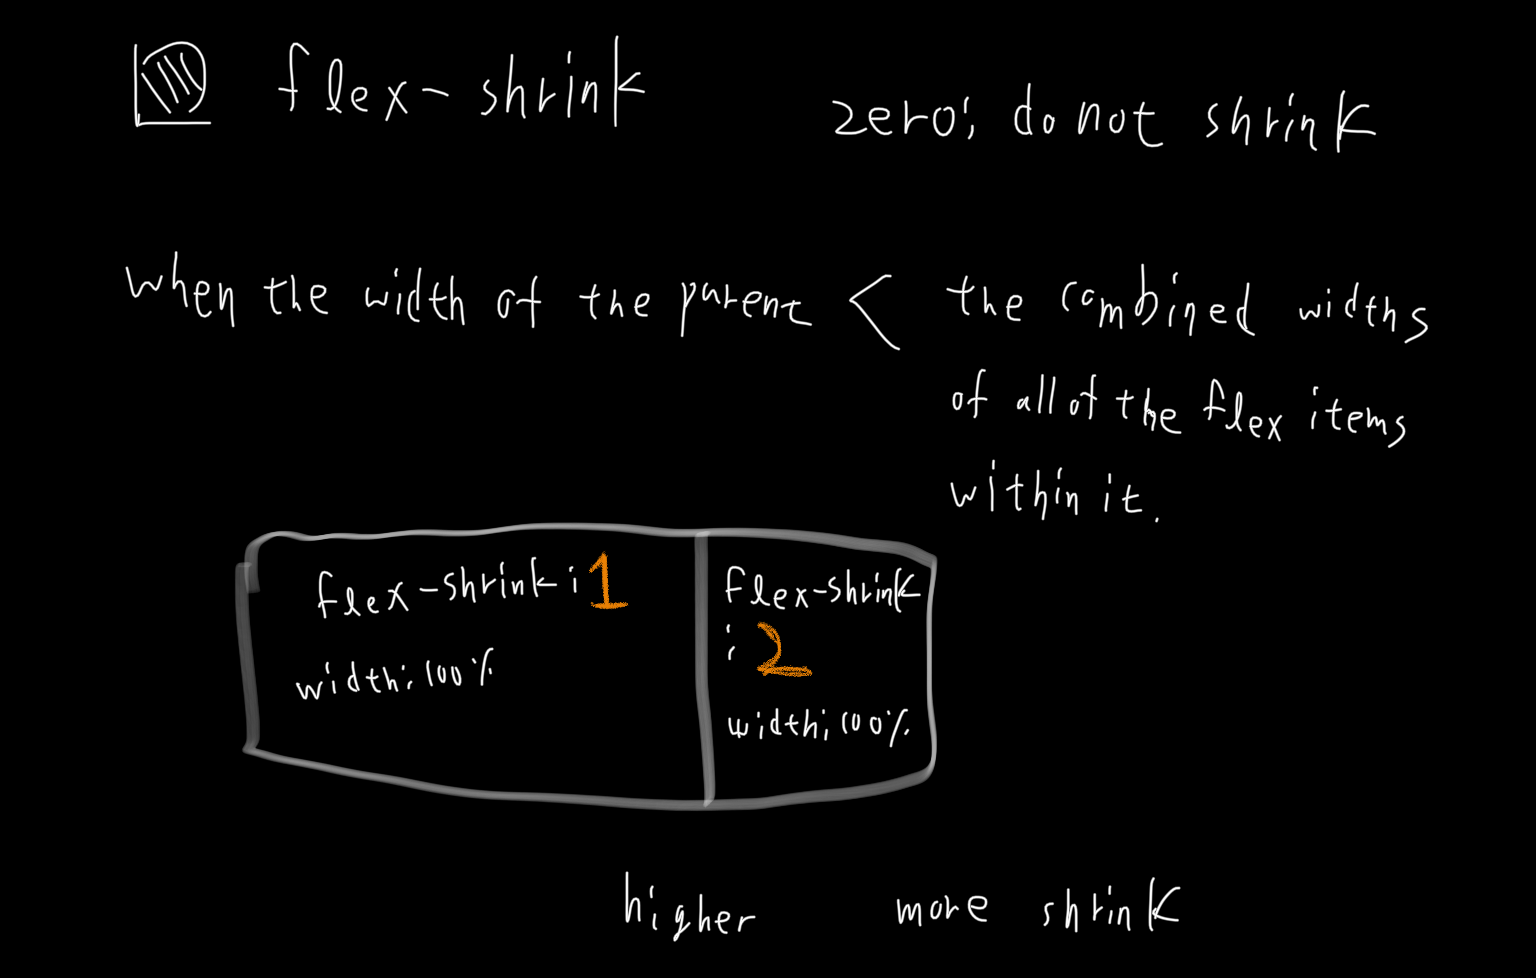 flex-shrink
zero: do not shrink
when the width of the parent < the combined widths
of all of the flex items
within it.
flex-shrink: 1
width: 100%
flex-shrink
: 2
width: 100%
higher more shrink